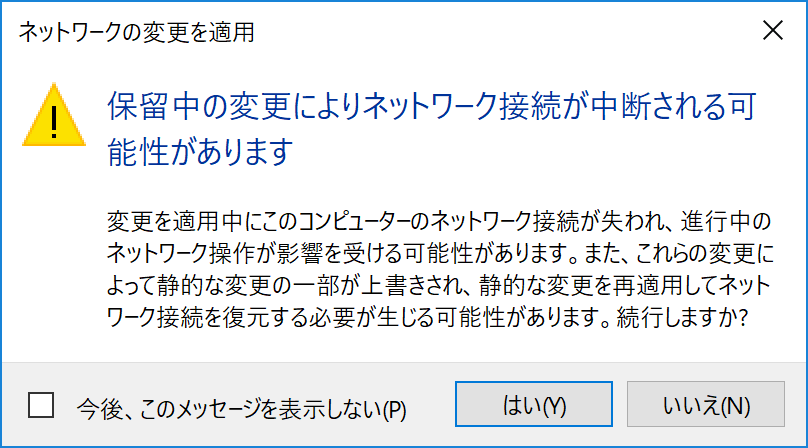 ネットワークの変更を適用
保留中の変更によりネットワーク接続が中断される可
能性があります
変更を適用中にこのコンピューターのネットワーク接続が失われ、進行中の
ネットワーク操作が影響を受ける可能性があります。また、これらの変更に
よって静的な変更の一部が上書きされ、静的な変更を再適用してネット
ワーク接続を復元する必要が生じる可能性があります。続行しますか?
今後、このメッセージを表示しない(P)
はい(Y)
いいえ(N)